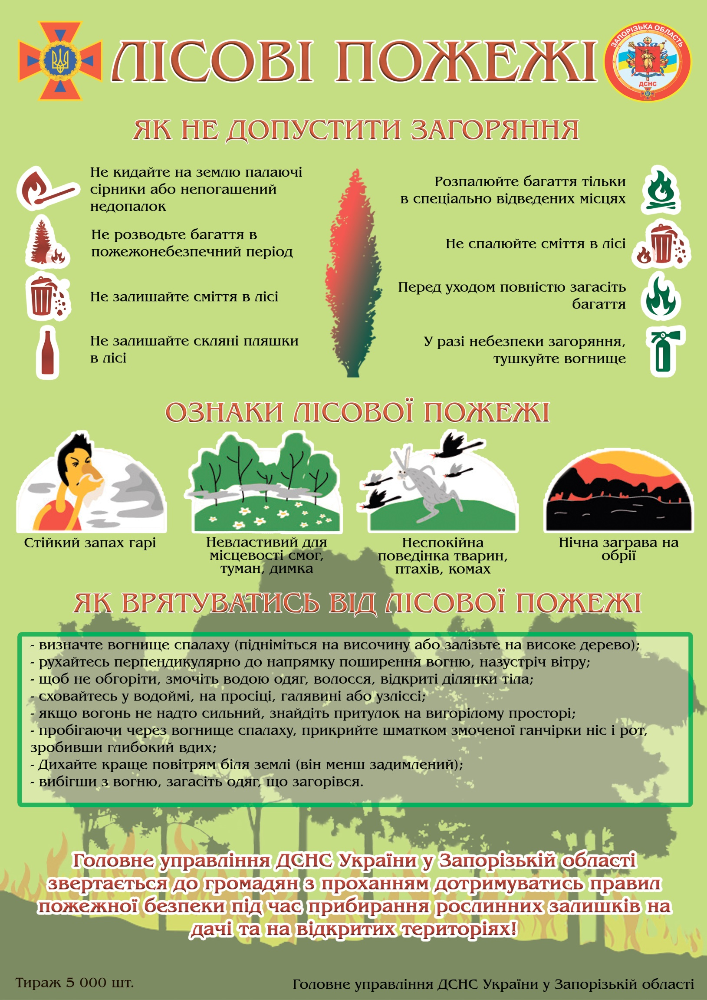 ЛІСОВІ ПОЖЕЖІ
ЗАПОРІЗЬКА ОБЛАСТЬ
ДСНС
ЯК НЕ ДОПУСТИТИ ЗАГОРЯННЯ
Не кидайте на землю палаючі
сірники або непогашений
недопалок
Не розводьте багаття в
пожежонебезпечний період
Не залишайте сміття в лісі
Не залишайте скляні пляшки
в лісі
Розпалюйте багаття тільки
в спеціально відведених місцях
Не спалюйте сміття в лісі
Перед уходом повністю загасіть
багаття
У разі небезпеки загоряння,
тушкуйте вогнище
ОЗНАКИ ЛІСОВОЇ ПОЖЕЖІ
Стійкий запах гарі
Невластивий для
місцевості смог,
туман, димка
Неспокійна
поведінка тварин,
птахів, комах
Нічна заграва на
обрії
ЯК ВРЯТУВАТИСЬ ВІД ЛІСОВОЇ ПОЖЕЖІ
- визначте вогнище спалаху (підніміться на височину або залізьте на високе дерево);
- рухайтесь перпендикулярно до напрямку поширення вогню, назустріч вітру;
- щоб не обгоріти, змочіть водою одяг, волосся, відкриті ділянки тіла;
- сховайтесь у водоймі, на просіці, галявині або узліссі;
- якщо вогонь не надто сильний, знайдіть притулок на вигорілому просторі;
- пробігаючи через вогнище спалаху, прикрийте шматком змоченої ганчірки ніс і рот,
зробивши глибокий вдих;
- Дихайте краще повітрям біля землі (він менш задимлений);
- вибігши з вогню, загасіть одяг, що загорівся.
Головне управління ДСНС України у Запорізькій області
звертається до громадян з проханням дотримуватись правил
пожежної безпеки під час прибирання рослинних залишків на
дачі та на відкритих територіях!
Тираж 5 000 шт.
Головне управління ДСНС України у Запорізькій області